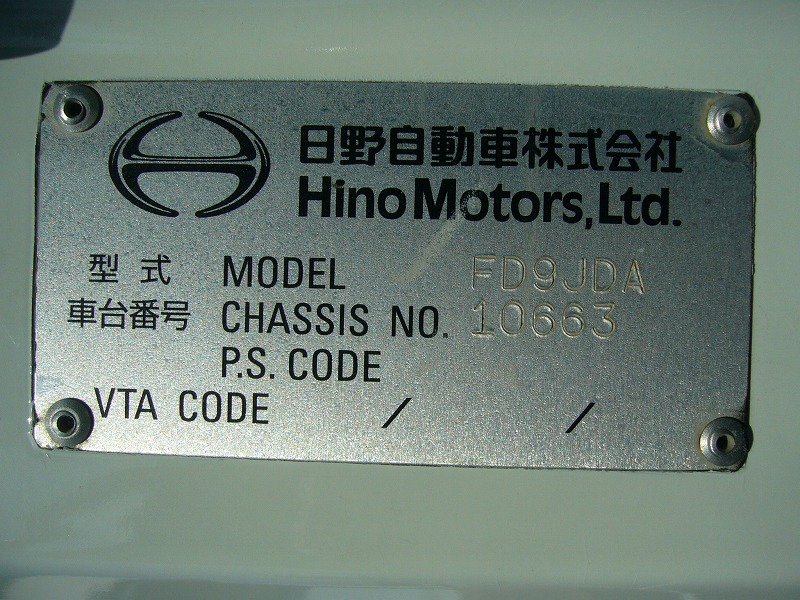 日野自動車株式会社
Hino Motors, Ltd.
型式 MODEL FD9JDA
車台番号 CHASSIS NO. 10663
P.S. CODE
VTA CODE / /